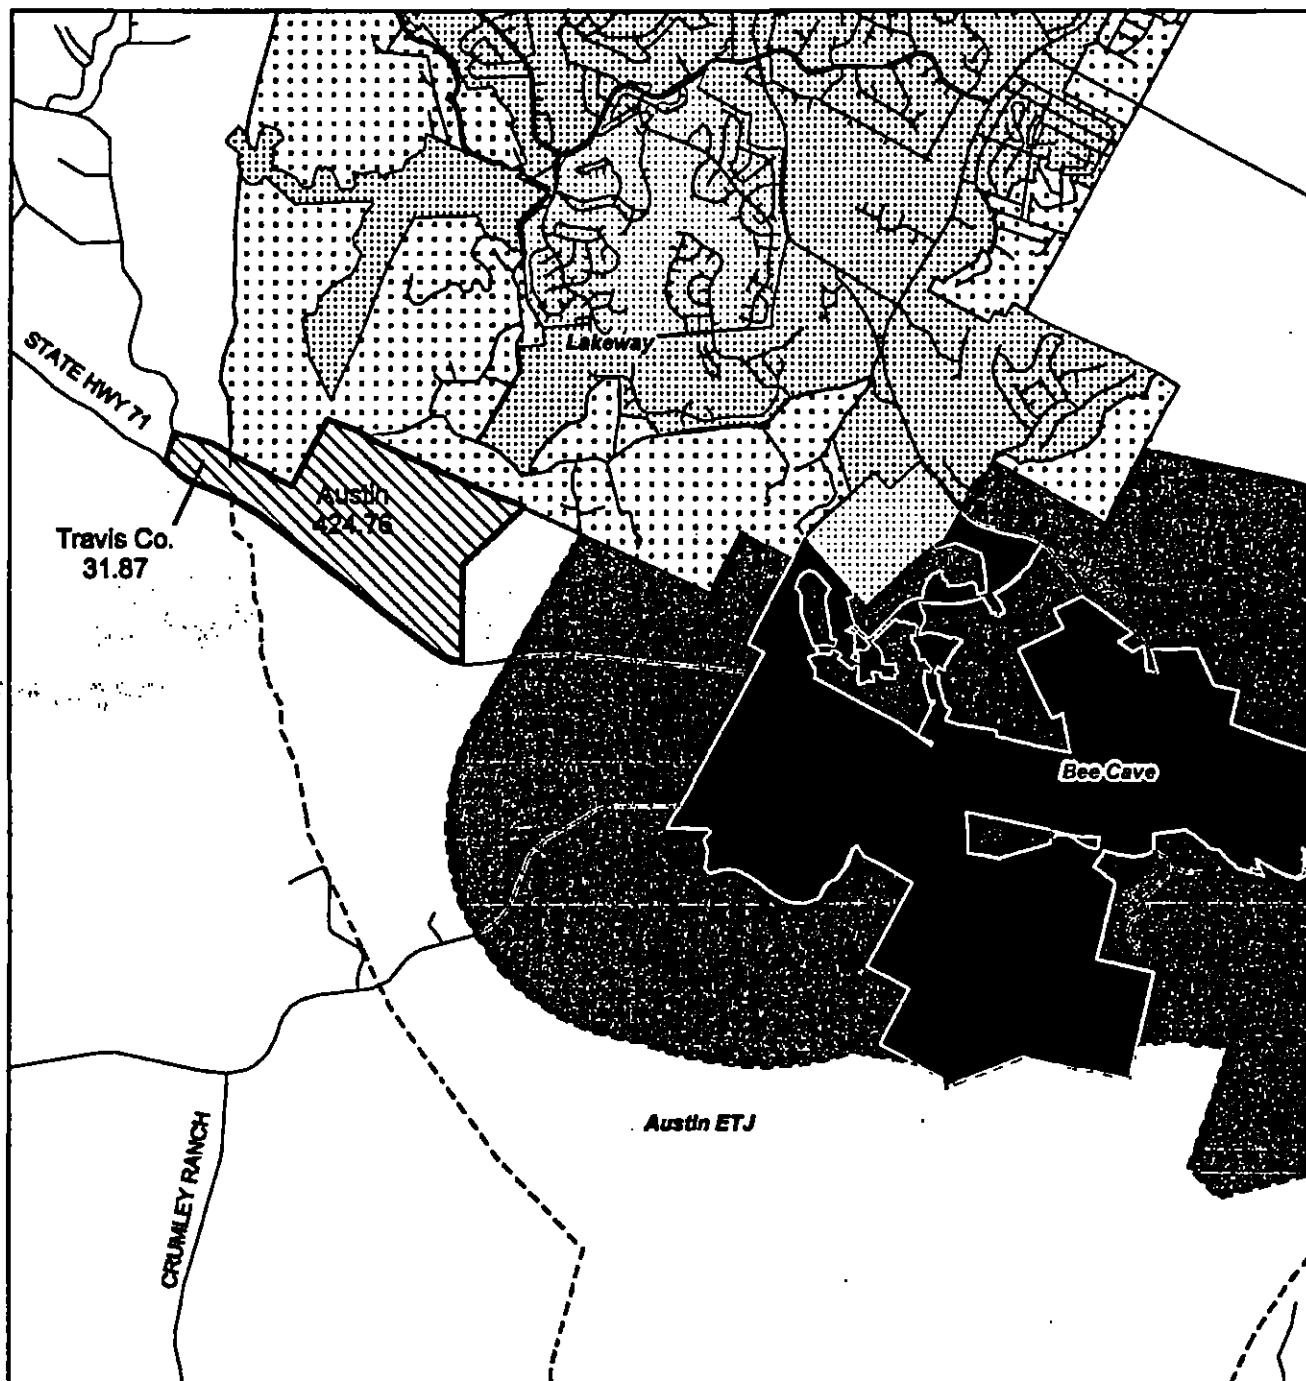 Lakeway
STATE HWY 71
Austin
424.76
Travis Co.
31.87
Bee Cave
Austin ETJ
CRUMLEY RANCH